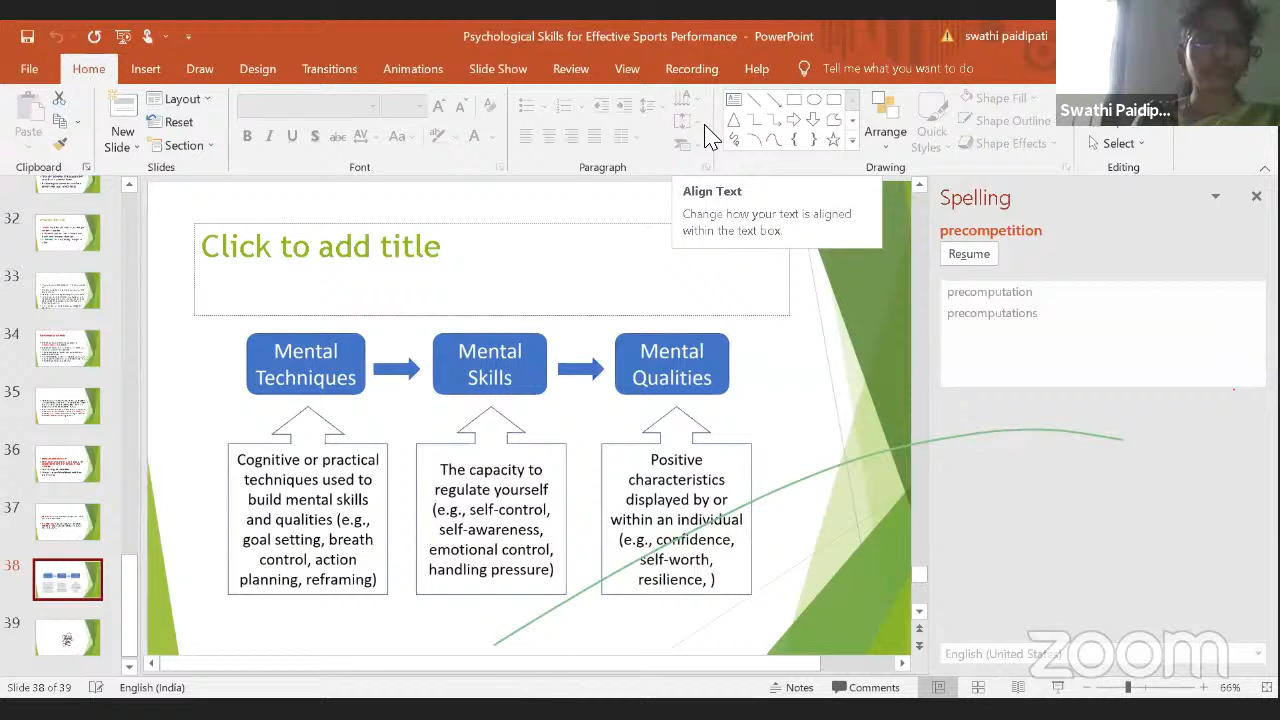 Psychological Skills for Effective Sports Performance - PowerPoint
swathi paidipati
File Home Insert Draw Design Transitions Animations Slide Show Review View Recording Help Tell me what you want to do
Swathi Paidip...
Paste
New
Slide
Layout
Reset
Section
B I U S abc AV Aa A
Arrange
Quick
Styles
Shape Fill
Shape Outline
Shape Effects
Select
Clipboard
Slides
Font
Paragraph
Drawing
Editing
Align Text
Change how your text is aligned
within the text box.
32
33
34
35
36
37
38
39
Click to add title
Mental
Techniques
Mental
Skills
Mental
Qualities
Cognitive or practical
techniques used to
build mental skills
and qualities (e.g.,
goal setting, breath
control, action
planning, reframing)
The capacity to
regulate yourself
(e.g., self-control,
self-awareness,
emotional control,
handling pressure)
Positive
characteristics
displayed by or
within an individual
(e.g., confidence,
self-worth,
resilience, )
Spelling
precompetition
Resume
precomputation
precomputations
English (United States)
zoom
Slide 38 of 39
English (India)
Notes
Comments
66%